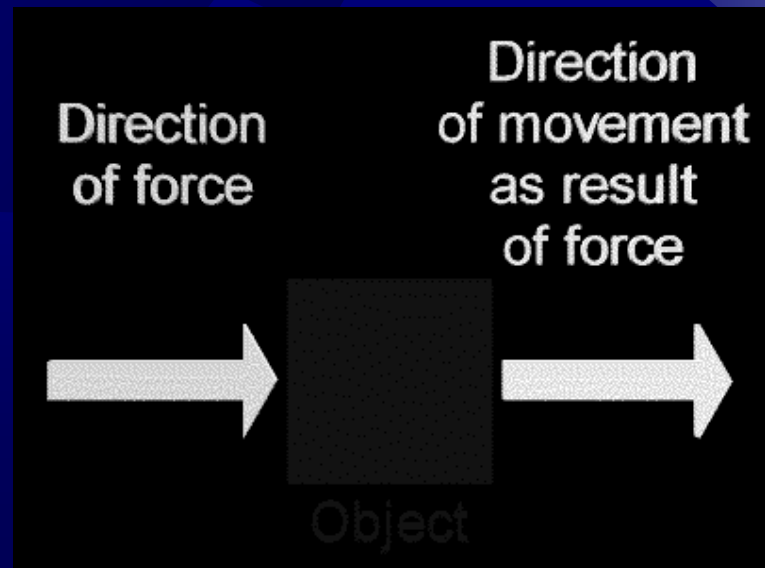 Direction
of force
Direction
of movement
as result
of force
Object